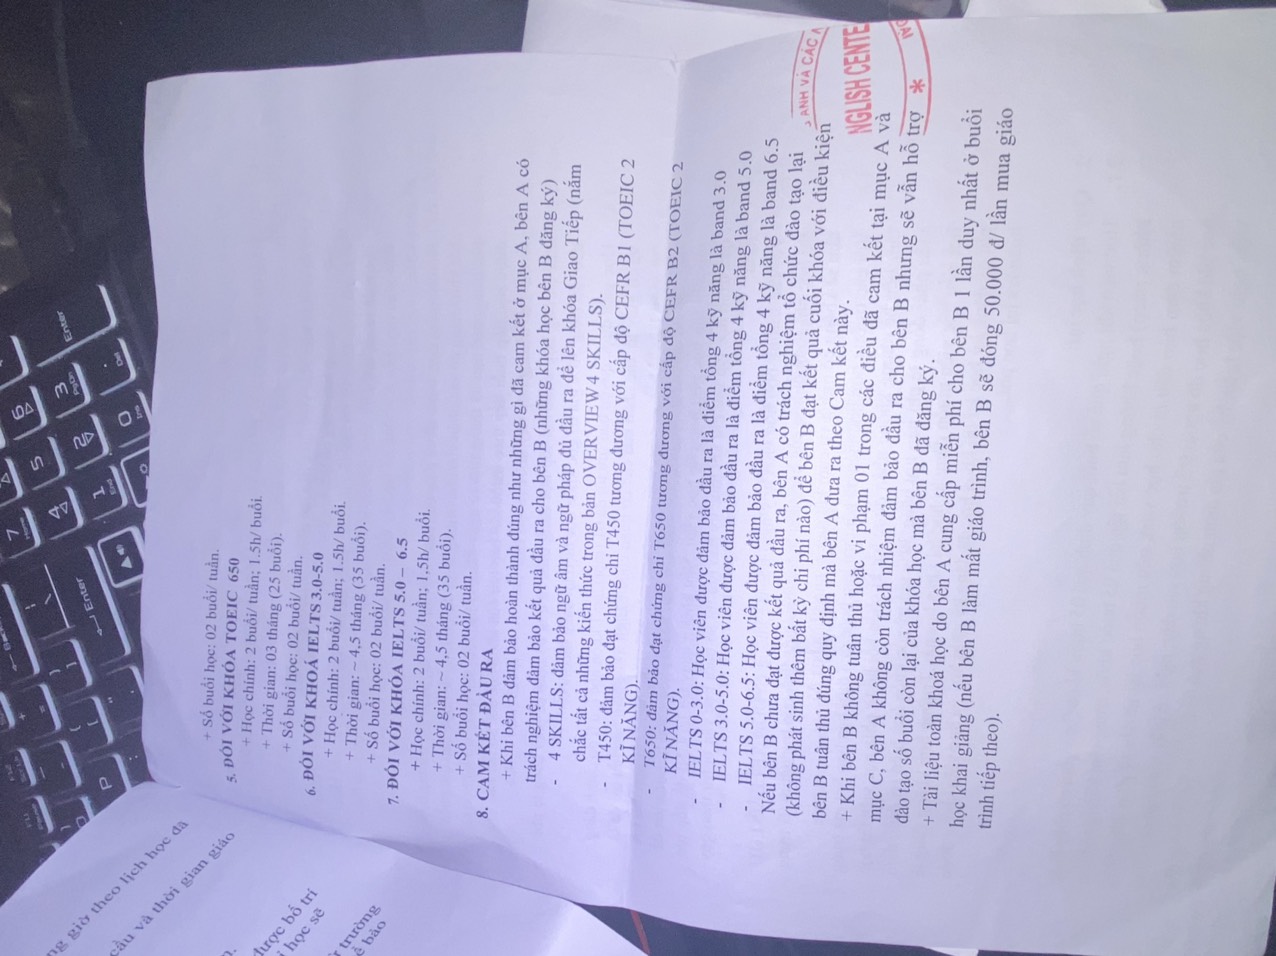 + Số buổi học: 02 buổi/ tuần.
5. ĐỐI VỚI KHÓA TOEIC 650
+ Học chính: 2 buổi/ tuần; 1.5h/ buổi.
+ Thời gian: 03 tháng (25 buổi).
+ Số buổi học: 02 buổi/ tuần.
6. ĐỐI VỚI KHOÁ IELTS 3.0-5.0
+ Học chính: 2 buổi/ tuần; 1.5h/ buổi.
+ Thời gian: ~ 4,5 tháng (35 buổi).
+ Số buổi học: 02 buổi/ tuần.
7. ĐỐI VỚI KHÓA IELTS 5.0 – 6.5
+ Học chính: 2 buổi/ tuần; 1,5h/ buổi.
+ Thời gian: ~ 4,5 tháng (35 buổi).
+ Số buổi học: 02 buổi/ tuần.
8. CAM KẾT ĐẦU RA
+ Khi bên B đảm bảo hoàn thành đúng như những gì đã cam kết ở mục A, bên A có
trách nghiệm đảm bảo kết quả đầu ra cho bên B (những khóa học bên B đăng ký)
- 4 SKILLS: đảm bảo ngữ âm và ngữ pháp đủ đầu ra để lên khóa Giao Tiếp (nắm
chắc tất cả những kiến thức trong bản OVERVIEW 4 SKILLS).
- T450: đảm bảo đạt chứng chỉ T450 tương đương với cấp độ CEFR B1 (TOEIC 2
KĨ NĂNG).
- T650: đảm bảo đạt chứng chỉ T650 tương đương với cấp độ CEFR B2 (TOEIC 2
KĨ NĂNG).
- IELTS 0-3.0: Học viên được đảm bảo đầu ra là điểm tổng 4 kỹ năng là band 3.0
- IELTS 3.0-5.0: Học viên được đảm bảo đầu ra là điểm tổng 4 kỹ năng là band 5.0
- IELTS 5.0-6.5: Học viên được đảm bảo đầu ra là điểm tổng 4 kỹ năng là band 6.5
Nếu bên B chưa đạt được kết quả đầu ra, bên A có trách nghiệm tổ chức đào tạo lại
(không phát sinh thêm bất kỳ chi phí nào) để bên B đạt kết quả cuối khóa với điều kiện
bên B tuân thủ đúng quy định mà bên A đưa ra theo Cam kết này.
+ Khi bên B không tuân thủ hoặc vi phạm 01 trong các điều đã cam kết tại mục A và
mục C, bên A không còn trách nhiệm đảm bảo đầu ra cho bên B nhưng sẽ vẫn hỗ trợ
đào tạo số buổi còn lại của khóa học mà bên B đã đăng ký.
+ Tài liệu toàn khoá học do bên A cung cấp miễn phí cho bên B 1 lần duy nhất ở buổi
học khai giảng (nếu bên B làm mất giáo trình, bên B sẽ đóng 50.000 đ/ lần mua giáo
trình tiếp theo).
ANH VÀ CÁC
NGLISH CENTE
giờ theo lịch học đã
cầu và thời gian giáo
được bố trí
học sẽ
trường
bảo
Enter
Enter
P
7
4
1
5
2
6
3
0